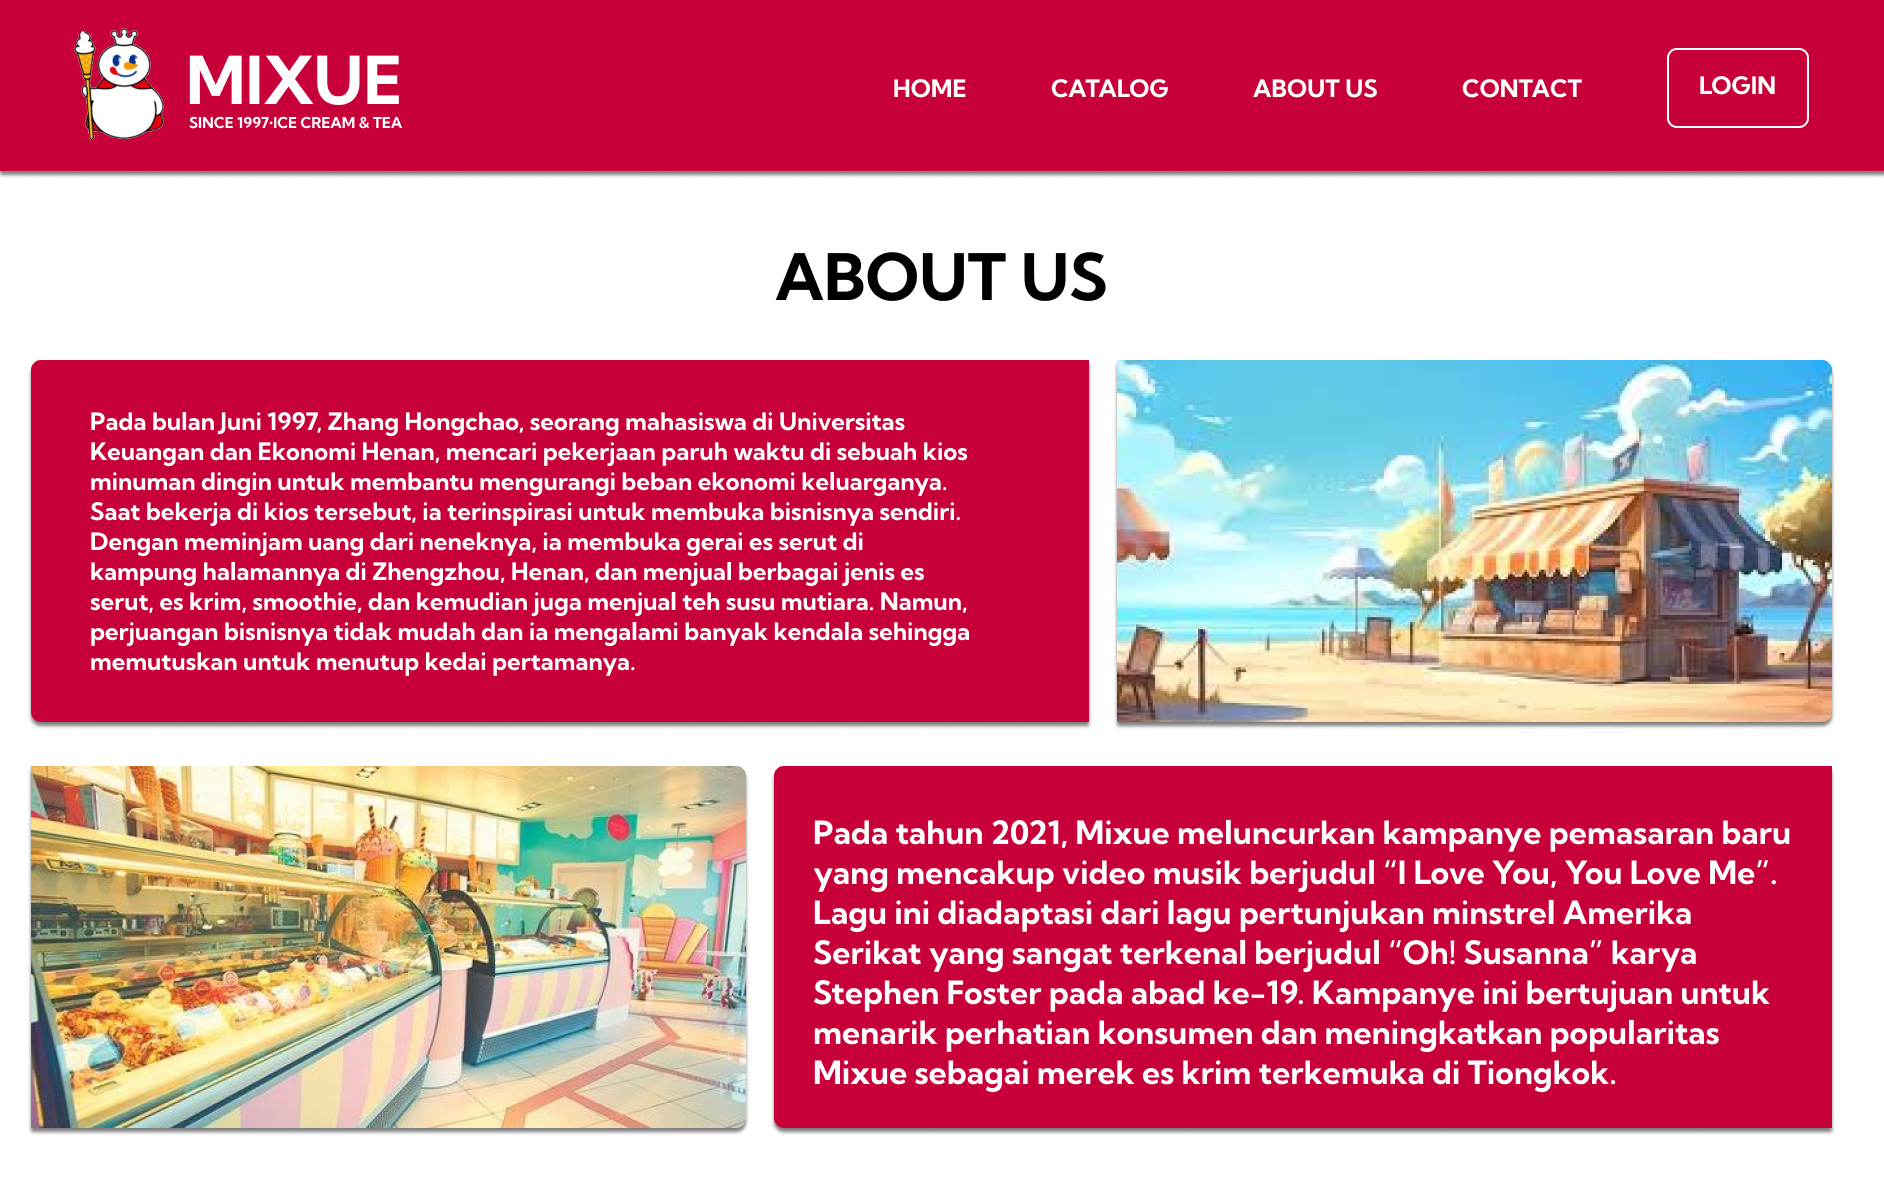 MIXUE
SINCE 1997·ICE CREAM & TEA
HOME
CATALOG
ABOUT US
CONTACT
LOGIN
ABOUT US
Pada bulan Juni 1997, Zhang Hongchao, seorang mahasiswa di Universitas
Keuangan dan Ekonomi Henan, mencari pekerjaan paruh waktu di sebuah kios
minuman dingin untuk membantu mengurangi beban ekonomi keluarganya.
Saat bekerja di kios tersebut, ia terinspirasi untuk membuka bisnisnya sendiri.
Dengan meminjam uang dari neneknya, ia membuka gerai es serut di
kampung halamannya di Zhengzhou, Henan, dan menjual berbagai jenis es
serut, es krim, smoothie, dan kemudian juga menjual teh susu mutiara. Namun,
perjuangan bisnisnya tidak mudah dan ia mengalami banyak kendala sehingga
memutuskan untuk menutup kedai pertamanya.
Pada tahun 2021, Mixue meluncurkan kampanye pemasaran baru
yang mencakup video musik berjudul “I Love You, You Love Me”.
Lagu ini diadaptasi dari lagu pertunjukan minstrel Amerika
Serikat yang sangat terkenal berjudul “Oh! Susanna” karya
Stephen Foster pada abad ke-19. Kampanye ini bertujuan untuk
menarik perhatian konsumen dan meningkatkan popularitas
Mixue sebagai merek es krim terkemuka di Tiongkok.